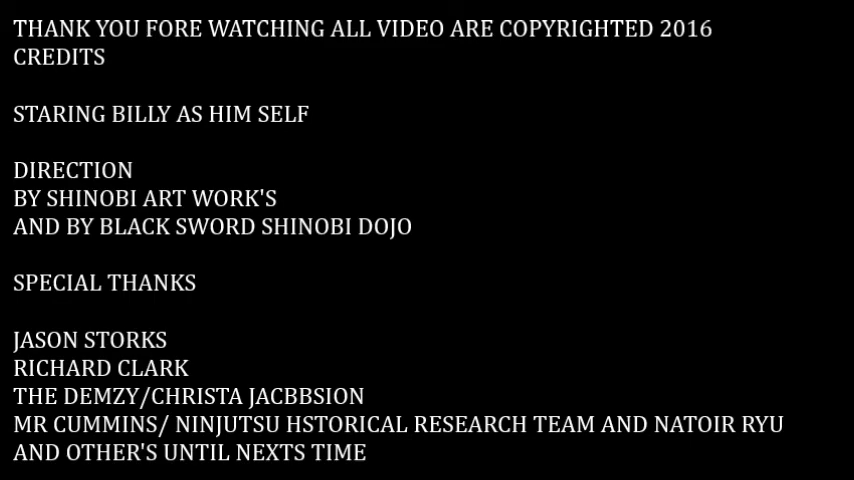 THANK YOU FORE WATCHING ALL VIDEO ARE COPYRIGHTED 2016
CREDITS
STARING BILLY AS HIM SELF
DIRECTION
BY SHINOBI ART WORK'S
AND BY BLACK SWORD SHINOBI DOJO
SPECIAL THANKS
JASON STORKS
RICHARD CLARK
THE DEMZY/CHRISTA JACBBSION
MR CUMMINS/ NINJUTSU HSTORICAL RESEARCH TEAM AND NATOIR RYU
AND OTHER'S UNTIL NEXTS TIME